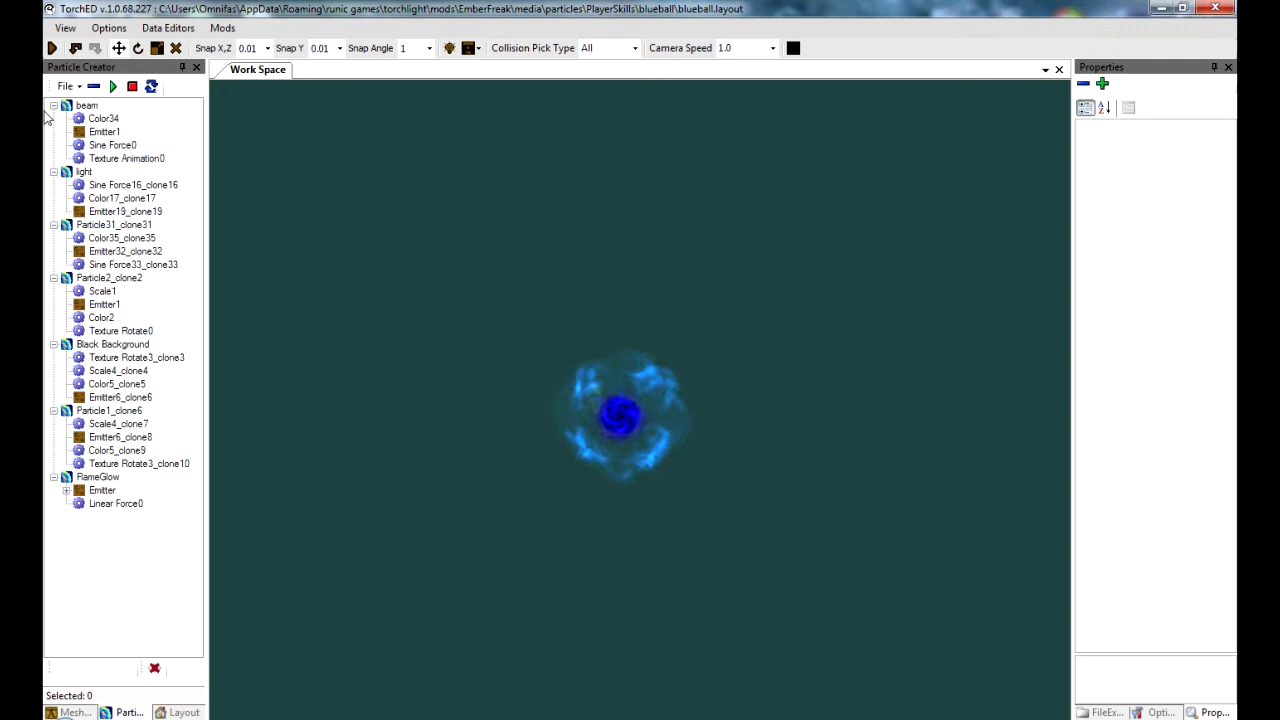 TorchED v.1.0.68.227 : C:\Users\Omnifas\AppData\Roaming\runic games\torchlight\mods\EmberFreak\media\particles\PlayerSkills\blueball\blueball.layout
View Options Data Editors Mods
Snap X,Z 0.01 Snap Y 0.01 Snap Angle 1 Collision Pick Type All Camera Speed 1.0
Particle Creator
Work Space
Properties
File
beam
Color34
Emitter1
Sine Force0
Texture Animation0
light
Sine Force16_clone16
Color17_clone17
Emitter19_clone19
Particle31_clone31
Color35_clone35
Emitter32_clone32
Sine Force33_clone33
Particle2_clone2
Scale1
Emitter1
Color2
Texture Rotate0
Black Background
Texture Rotate3_clone3
Scale4_clone4
Color5_clone5
Emitter6_clone6
Particle1_clone6
Scale4_clone7
Emitter6_clone8
Color5_clone9
Texture Rotate3_clone10
FlameGlow
Emitter
Linear Force0
Selected: 0
Mesh... Parti... Layout
FileEx... Opti... Prop...